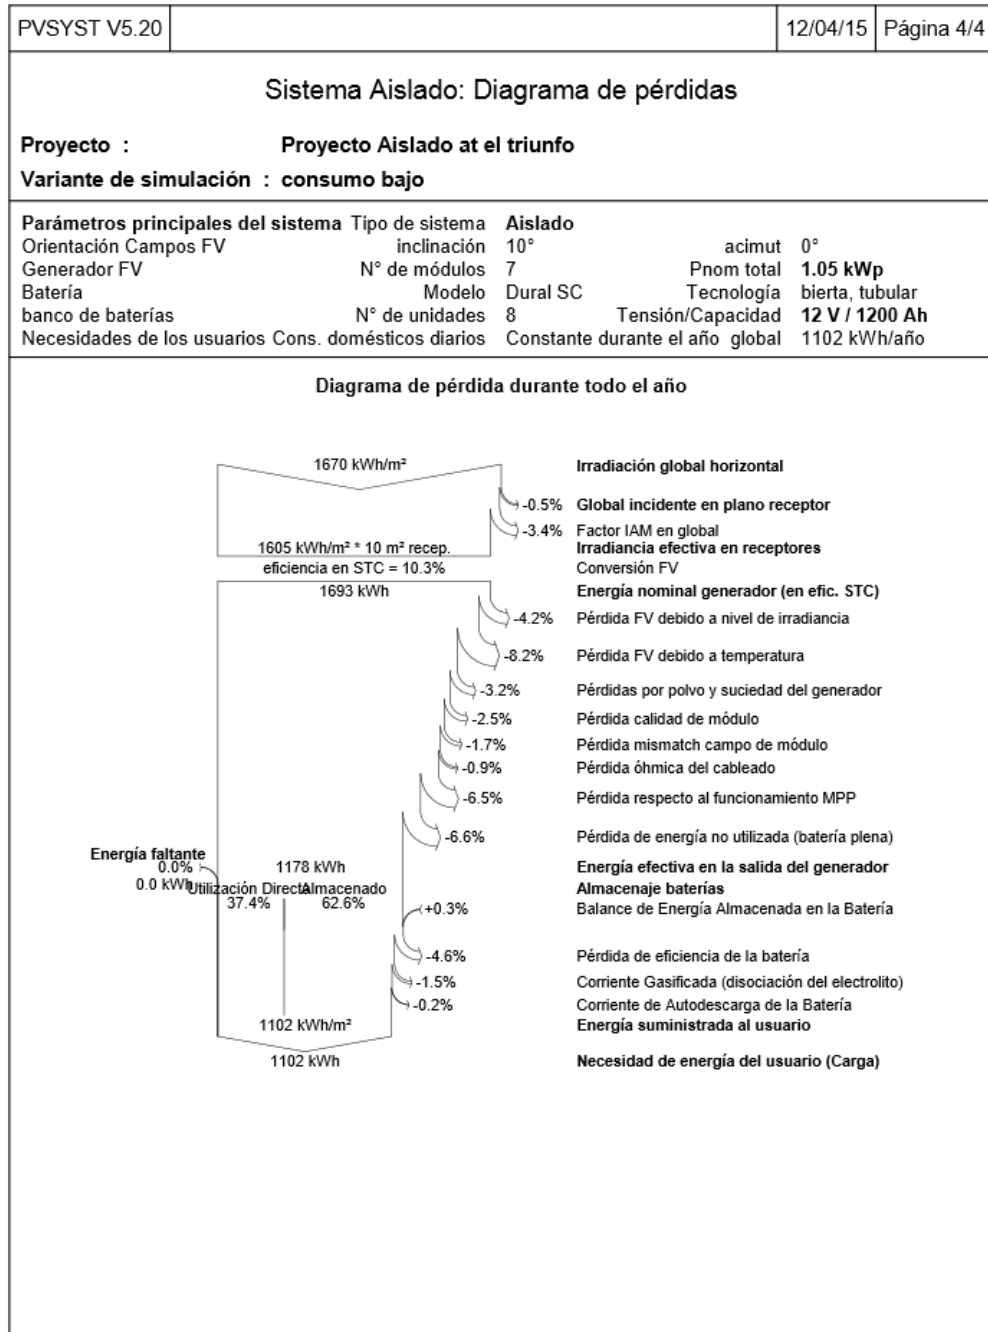 PVSYST V5.20 12/04/15 Página 4/4
Sistema Aislado: Diagrama de pérdidas
Proyecto : Proyecto Aislado at el triunfo
Variante de simulación : consumo bajo
Parámetros principales del sistema Tipo de sistema Aislado
Orientación Campos FV inclinación 10° acimut 0°
Generador FV N° de módulos 7 Pnom total 1.05 kWp
Batería Modelo Dural SC Tecnología bierta, tubular
banco de baterías N° de unidades 8 Tensión/Capacidad 12 V / 1200 Ah
Necesidades de los usuarios Cons. domésticos diarios Constante durante el año global 1102 kWh/año
Diagrama de pérdida durante todo el año
1670 kWh/m² Irradiación global horizontal
-0.5% Global incidente en plano receptor
-3.4% Factor IAM en global
1605 kWh/m² * 10 m² recep. Irradiancia efectiva en receptores
eficiencia en STC = 10.3% Conversión FV
1693 kWh Energía nominal generador (en efic. STC)
-4.2% Pérdida FV debido a nivel de irradiancia
-8.2% Pérdida FV debido a temperatura
-3.2% Pérdidas por polvo y suciedad del generador
-2.5% Pérdida calidad de módulo
-1.7% Pérdida mismatch campo de módulo
-0.9% Pérdida óhmica del cableado
-6.5% Pérdida respecto al funcionamiento MPP
-6.6% Pérdida de energía no utilizada (batería plena)
Energía faltante
0.0% 1178 kWh Energía efectiva en la salida del generador
0.0 kWh Utilización Directa Almacenado Almacenaje baterías
37.4% 62.6%
+0.3% Balance de Energía Almacenada en la Batería
-4.6% Pérdida de eficiencia de la batería
-1.5% Corriente Gasificada (disociación del electrolito)
-0.2% Corriente de Autodescarga de la Batería
1102 kWh/m² Energía suministrada al usuario
1102 kWh Necesidad de energía del usuario (Carga)